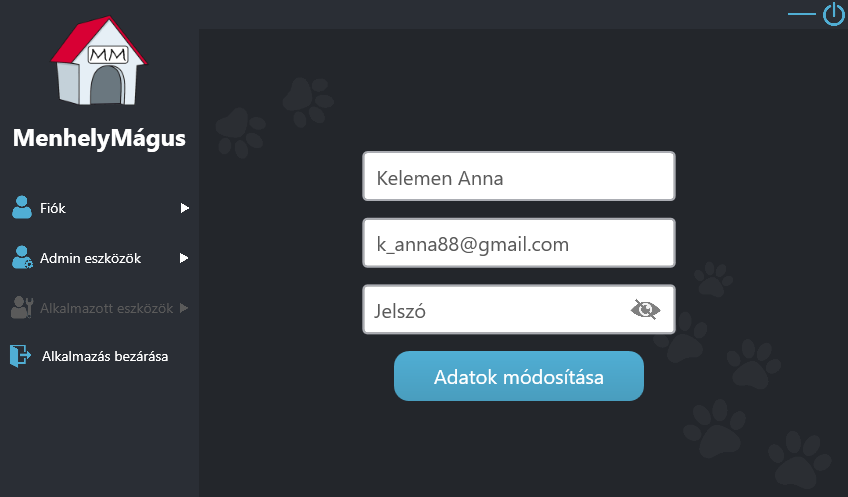 MM
MenhelyMágus
Fiók
Admin eszközök
Alkalmazott eszközök
Alkalmazás bezárása
Kelemen Anna
k_anna88@gmail.com
Jelszó
Adatok módosítása